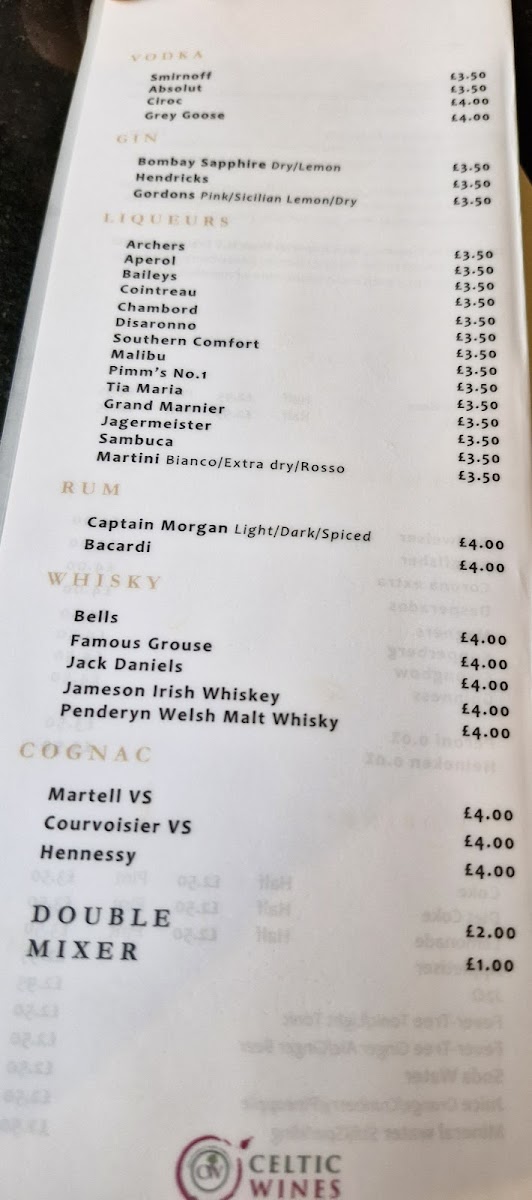 VODKA
Smirnoff £3.50
Absolut £3.50
Ciroc £4.00
Grey Goose £4.00
GIN
Bombay Sapphire Dry/Lemon £3.50
Hendricks £3.50
Gordons Pink/Sicilian Lemon/Dry £3.50
LIQUEURS
Archers £3.50
Aperol £3.50
Baileys £3.50
Cointreau £3.50
Chambord £3.50
Disaronno £3.50
Southern Comfort £3.50
Malibu £3.50
Pimm's No.1 £3.50
Tia Maria £3.50
Grand Marnier £3.50
Jagermeister £3.50
Sambuca £3.50
Martini Bianco/Extra dry/Rosso £3.50
RUM
Captain Morgan Light/Dark/Spiced £4.00
Bacardi £4.00
WHISKY
Bells £4.00
Famous Grouse £4.00
Jack Daniels £4.00
Jameson Irish Whiskey £4.00
Penderyn Welsh Malt Whisky £4.00
COGNAC
Martell VS £4.00
Courvoisier VS £4.00
Hennessy £4.00
DOUBLE £2.00
MIXER £1.00
CELTIC
WINES